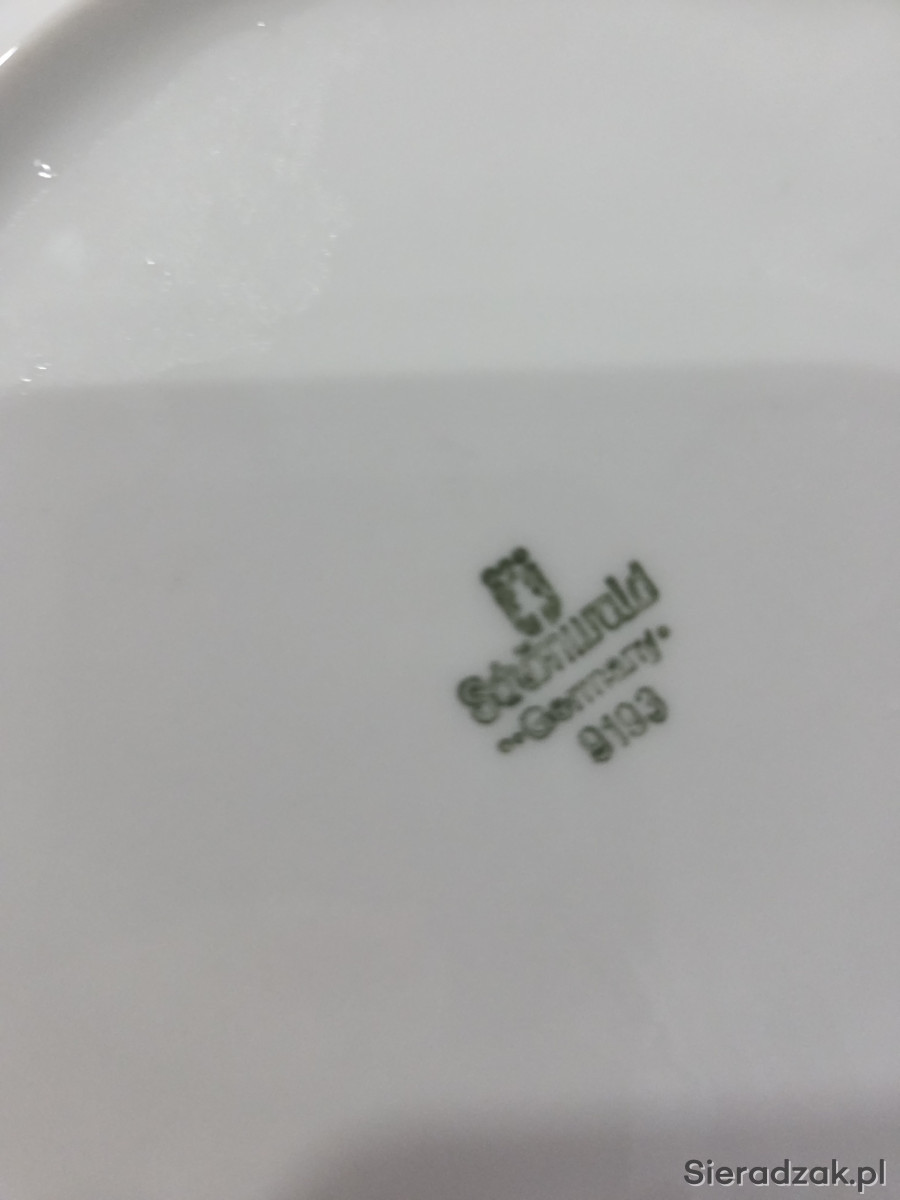 Schönwald
Germany
9193
Sieradzak.pl